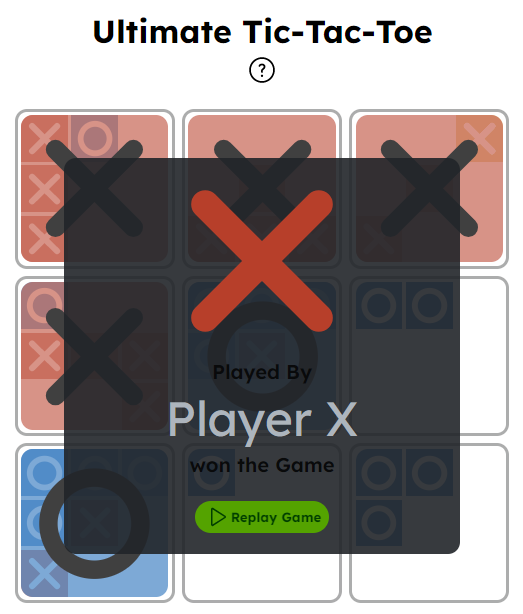 Ultimate Tic-Tac-Toe
?
Played By
Player X
won the Game
Replay Game